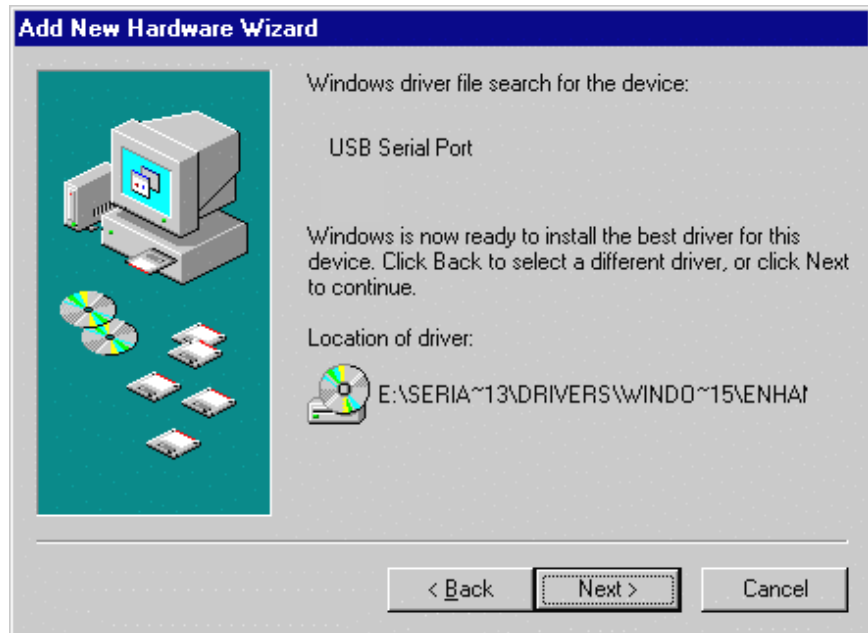 Add New Hardware Wizard
Windows driver file search for the device:
USB Serial Port
Windows is now ready to install the best driver for this
device. Click Back to select a different driver, or click Next
to continue.
Location of driver:
E:\SERIA~13\DRIVERS\WINDO~15\ENHAN
< Back
Next >
Cancel